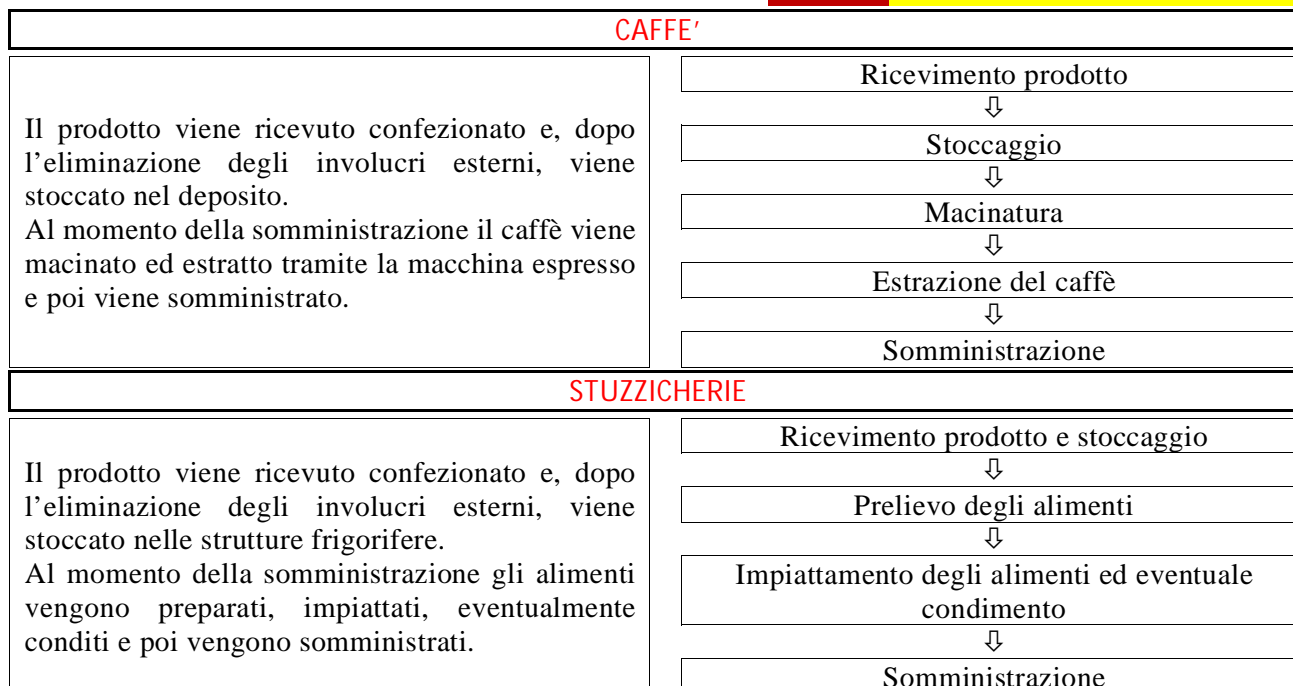 CAFFE’
Il prodotto viene ricevuto confezionato e, dopo
l’eliminazione degli involucri esterni, viene
stoccato nel deposito.
Al momento della somministrazione il caffè viene
macinato ed estratto tramite la macchina espresso
e poi viene somministrato.
Ricevimento prodotto
⇩
Stoccaggio
⇩
Macinatura
⇩
Estrazione del caffè
⇩
Somministrazione
STUZZICHERIE
Il prodotto viene ricevuto confezionato e, dopo
l’eliminazione degli involucri esterni, viene
stoccato nelle strutture frigorifere.
Al momento della somministrazione gli alimenti
vengono preparati, impiattati, eventualmente
conditi e poi vengono somministrati.
Ricevimento prodotto e stoccaggio
⇩
Prelievo degli alimenti
⇩
Impiattamento degli alimenti ed eventuale
condimento
⇩
Somministrazione